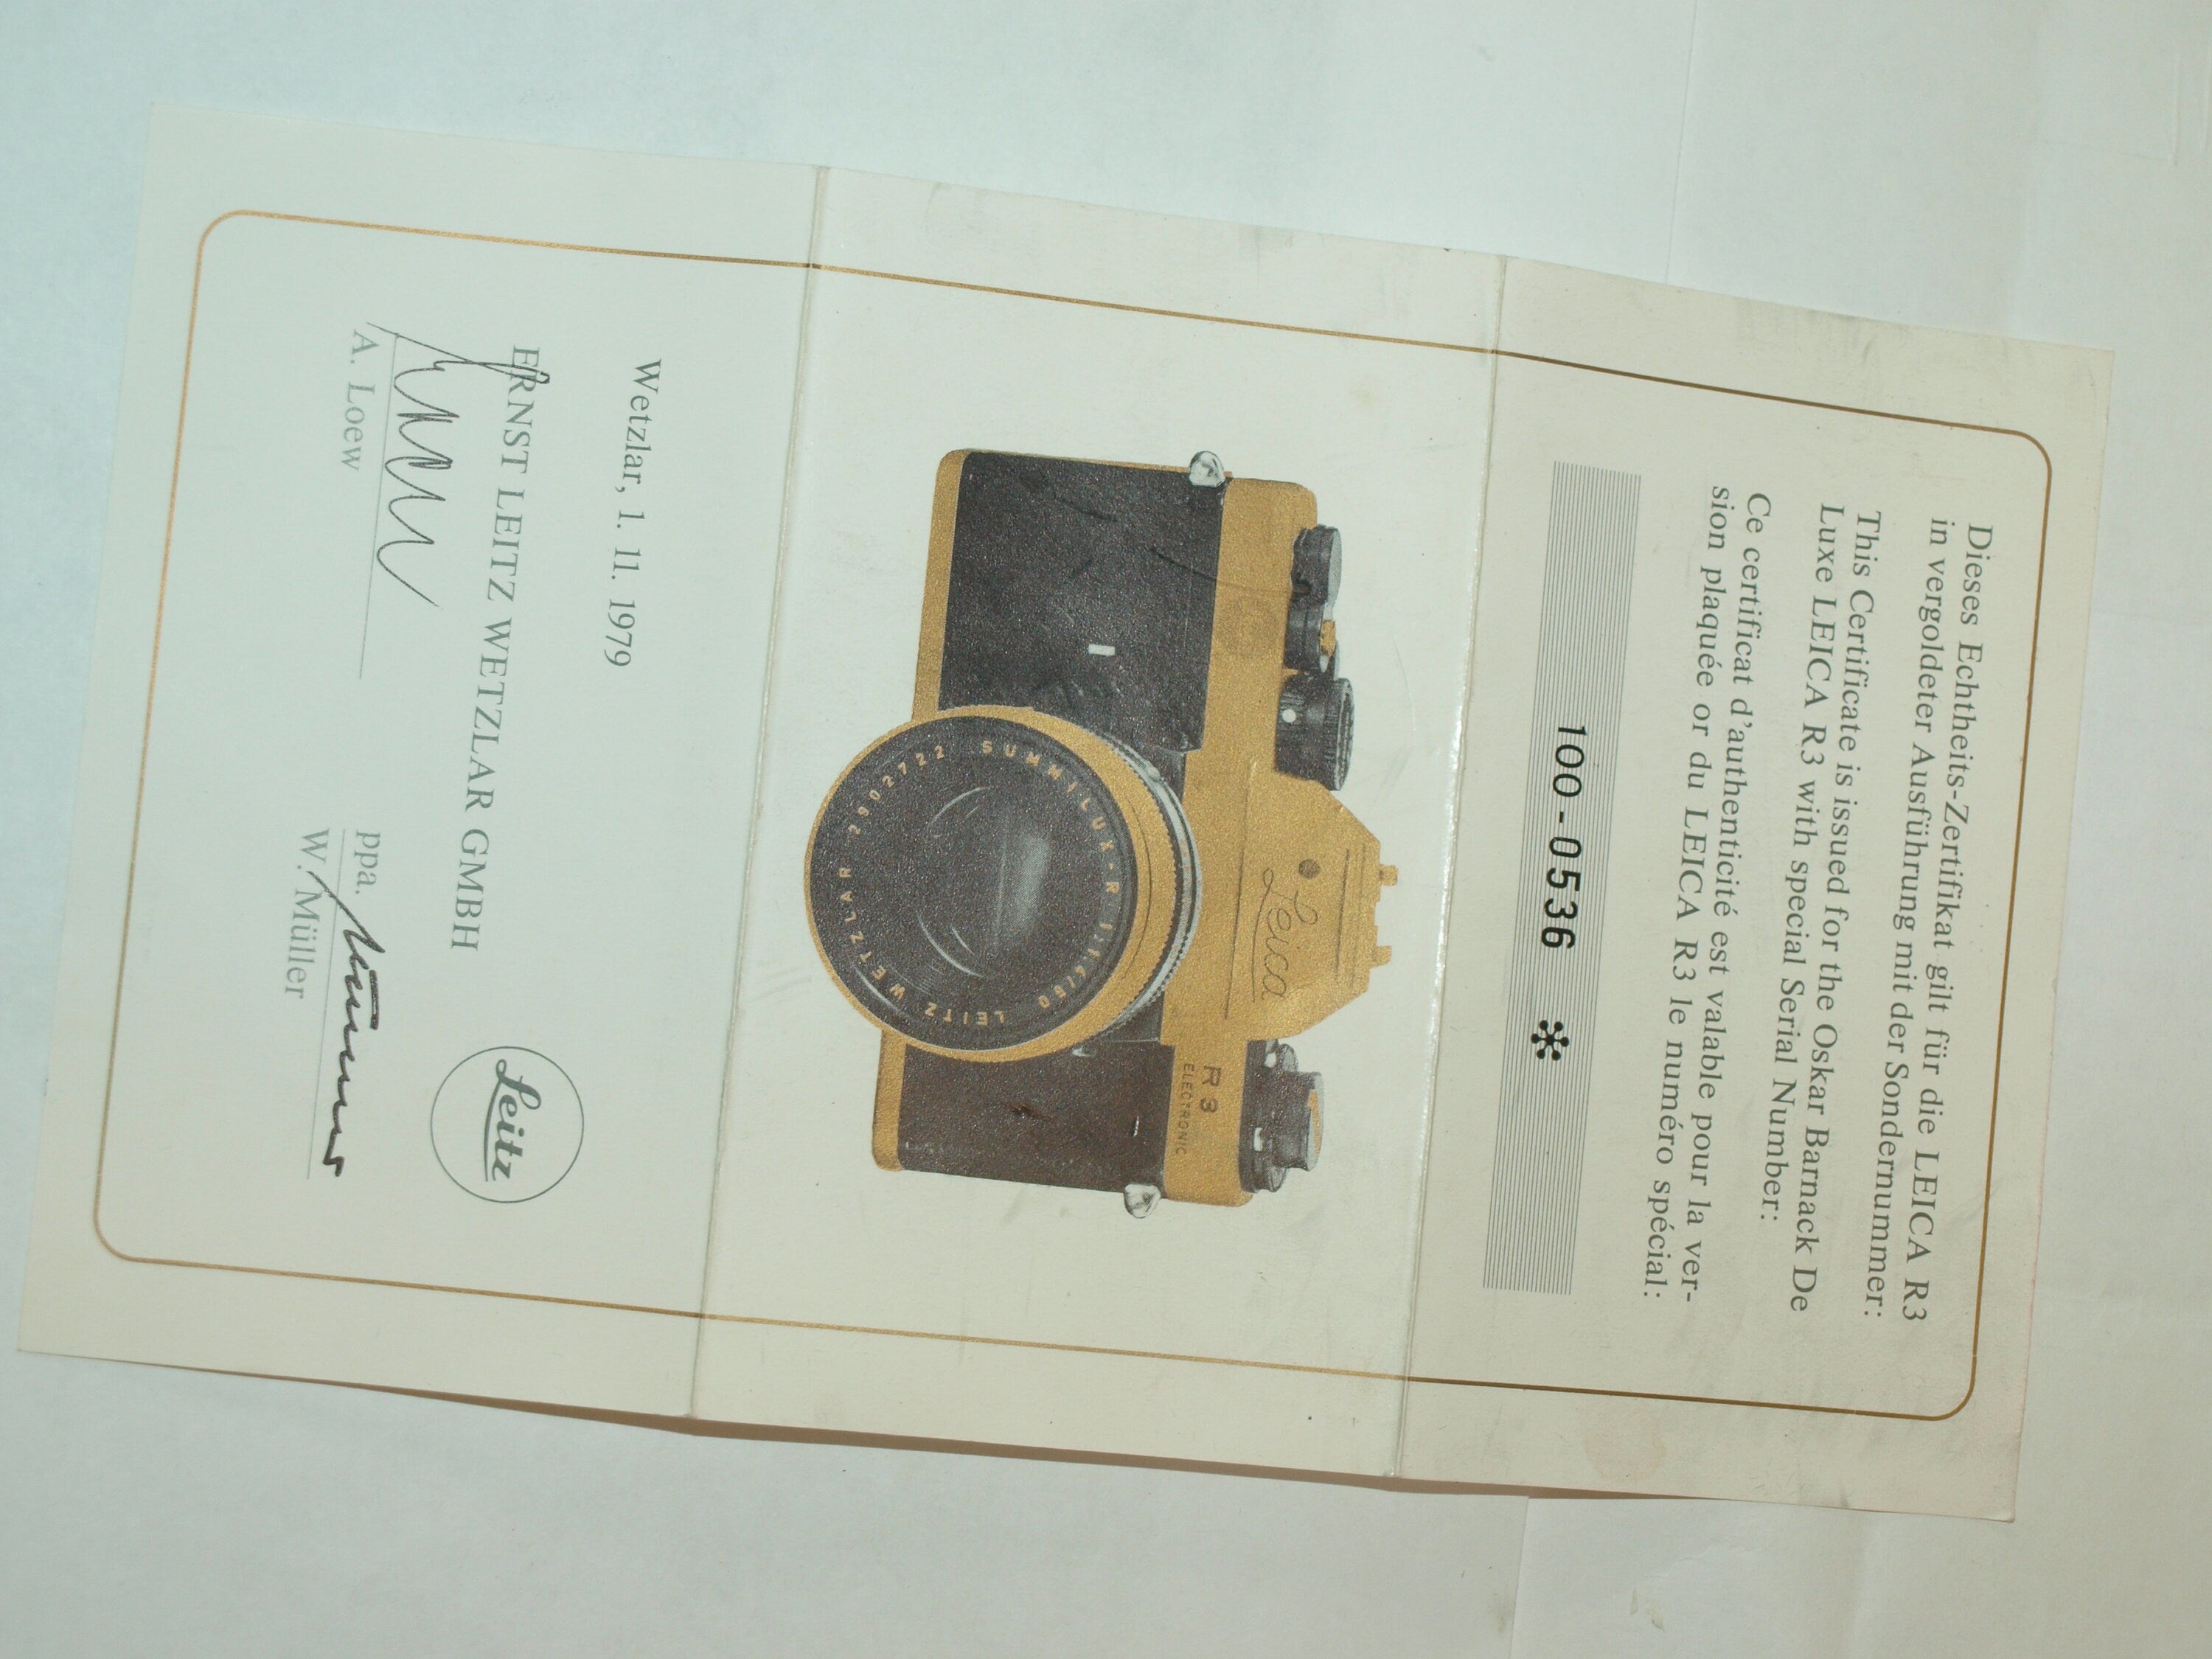 Dieses Echtheits-Zertifikat gilt für die LEICA R3
in vergoldeter Ausführung mit der Sondernummer:
This Certificate is issued for the Oskar Barnack De
Luxe LEICA R3 with special Serial Number:
Ce certificat d'authenticité est valable pour la ver-
sion plaquée or du LEICA R3 le numéro spécial:
100-0536 *
Leica
R3
ELECTRONIC
SUMMILUX-R 1:1.4/50
LEITZ WETZLAR 2902722
Wetzlar, 1. 11. 1979
ERNST LEITZ WETZLAR GMBH
Leitz
A. Loew
ppa.
W. Müller